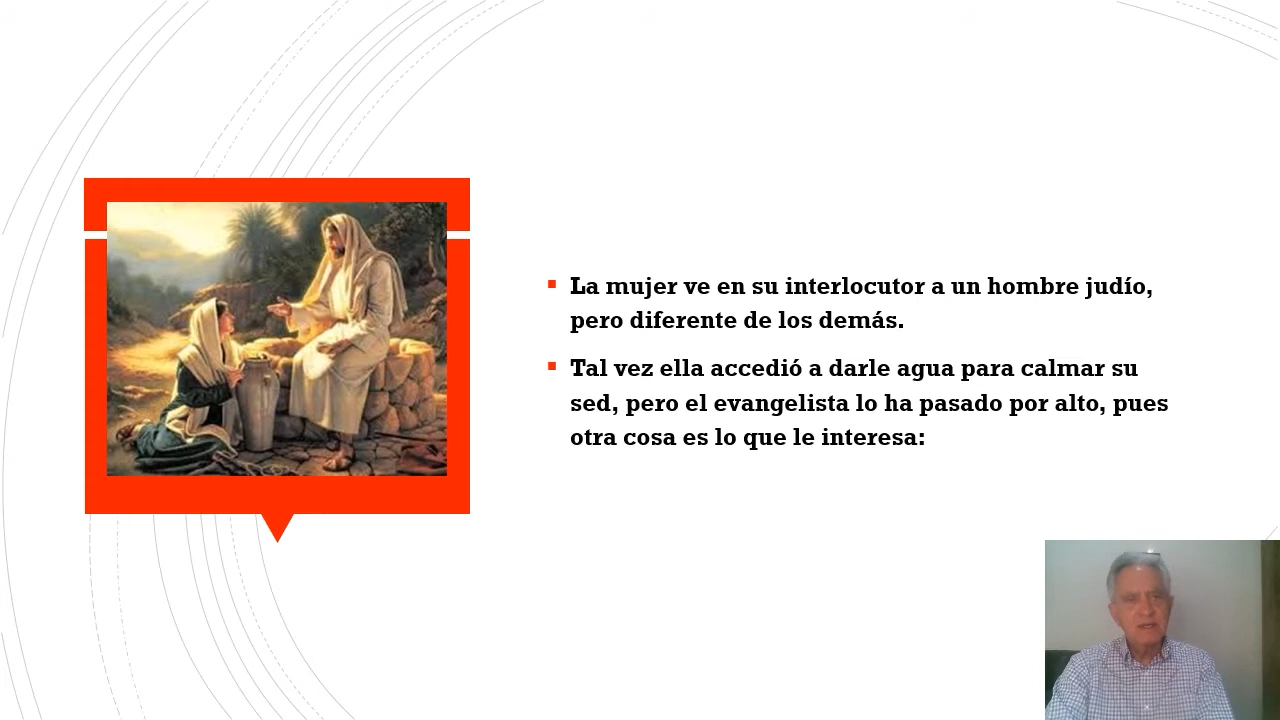 La mujer ve en su interlocutor a un hombre judío,
pero diferente de los demás.
Tal vez ella accedió a darle agua para calmar su
sed, pero el evangelista lo ha pasado por alto, pues
otra cosa es lo que le interesa: